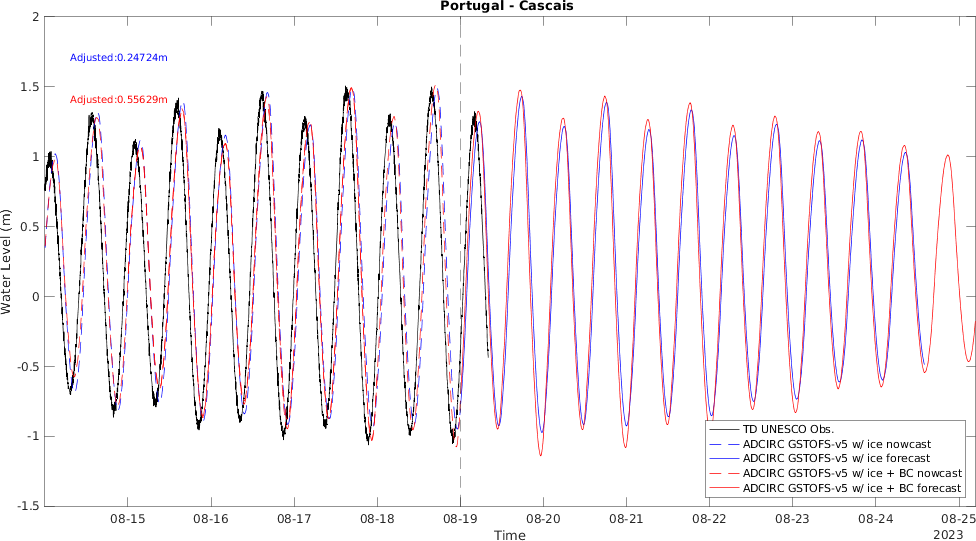 Portugal - Cascais
Adjusted:0.24724m
Adjusted:0.55629m
Water Level (m)
2
1.5
1
0.5
0
-0.5
-1
-1.5
TD UNESCO Obs.
ADCIRC GSTOFS-v5 w/ ice nowcast
ADCIRC GSTOFS-v5 w/ ice forecast
ADCIRC GSTOFS-v5 w/ ice + BC nowcast
ADCIRC GSTOFS-v5 w/ ice + BC forecast
08-15 08-16 08-17 08-18 08-19 08-20 08-21 08-22 08-23 08-24 08-25
Time
2023